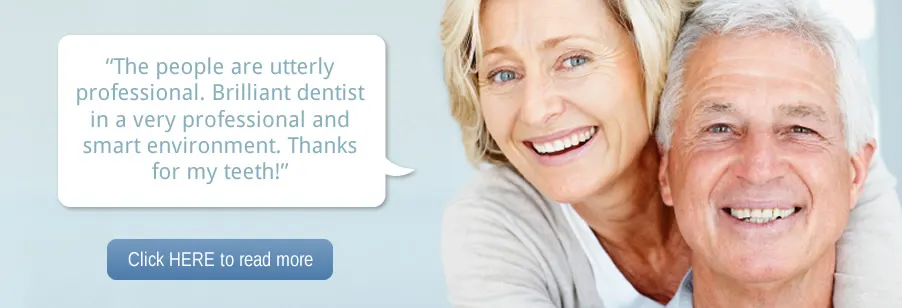 “The people are utterly
professional. Brilliant dentist
in a very professional and
smart environment. Thanks
for my teeth!”
Click HERE to read more